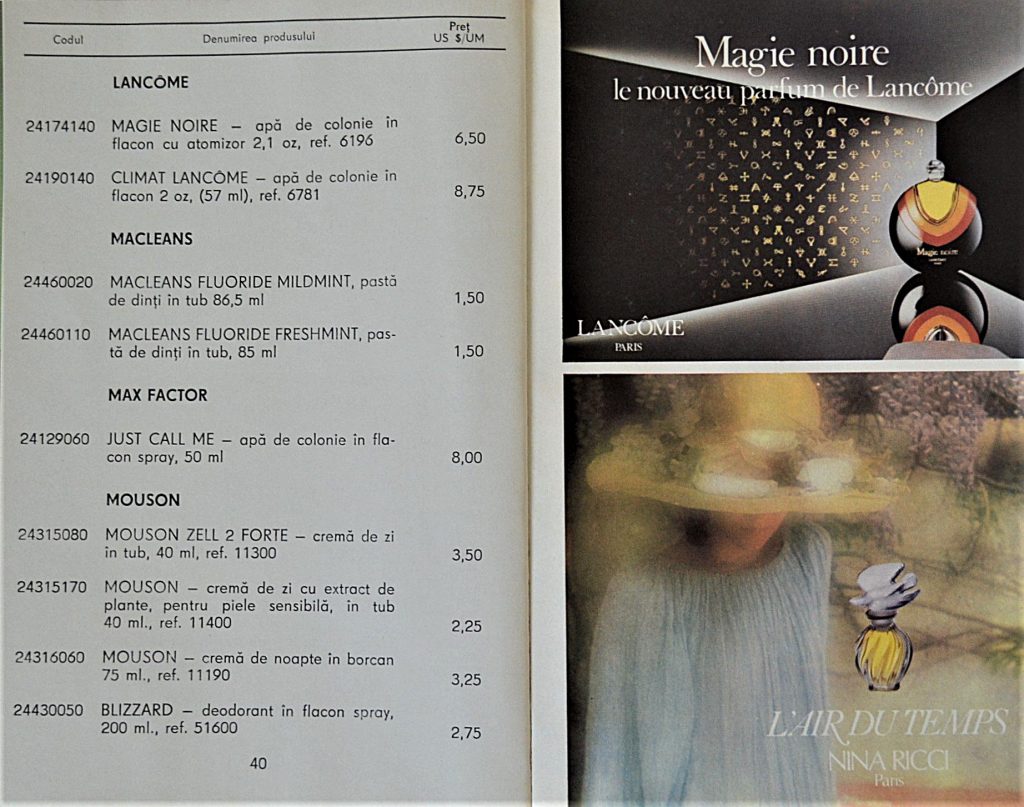 Codul Denumirea produsului Preţ US $/UM
LANCÔME
24174140 MAGIE NOIRE — apă de colonie în
flacon cu atomizor 2,1 oz, ref. 6196 6,50
24190140 CLIMAT LANCÔME — apă de colonie în
flacon 2 oz, (57 ml), ref. 6781 8,75
MACLEANS
24460020 MACLEANS FLUORIDE MILDMINT, pastă
de dinţi în tub 86,5 ml 1,50
24460110 MACLEANS FLUORIDE FRESHMINT, pas-
tă de dinţi în tub, 85 ml 1,50
MAX FACTOR
24129060 JUST CALL ME — apă de colonie în fla-
con spray, 50 ml 8,00
MOUSON
24315080 MOUSON ZELL 2 FORTE — cremă de zi
în tub, 40 ml, ref. 11300 3,50
24315170 MOUSON — cremă de zi cu extract de
plante, pentru piele sensibilă, în tub
40 ml., ref. 11400 2,25
24316060 MOUSON — cremă de noapte în borcan
75 ml., ref. 11190 3,25
24430050 BLIZZARD — deodorant în flacon spray,
200 ml., ref. 51600 2,75
40
Magie noire
le nouveau parfum de Lancôme
Magie noire
LANCÔME
PARIS
L'AIR DU TEMPS
NINA RICCI
Paris